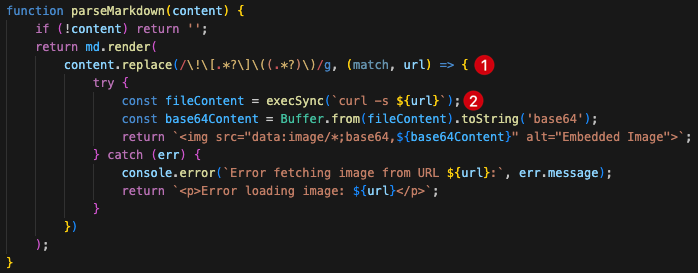 function parseMarkdown(content) {
    if (!content) return '';
    return md.render(
        content.replace(/\!\[.*?\]\((.*?)\)/g, (match, url) => { 1
            try {
                const fileContent = execSync(`curl -s ${url}`); 2
                const base64Content = Buffer.from(fileContent).toString('base64');
                return `<img src="data:image/*;base64,${base64Content}" alt="Embedded Image">`;
            } catch (err) {
                console.error(`Error fetching image from URL ${url}:`, err.message);
                return `<p>Error loading image: ${url}</p>`;
            }
        })
    );
}